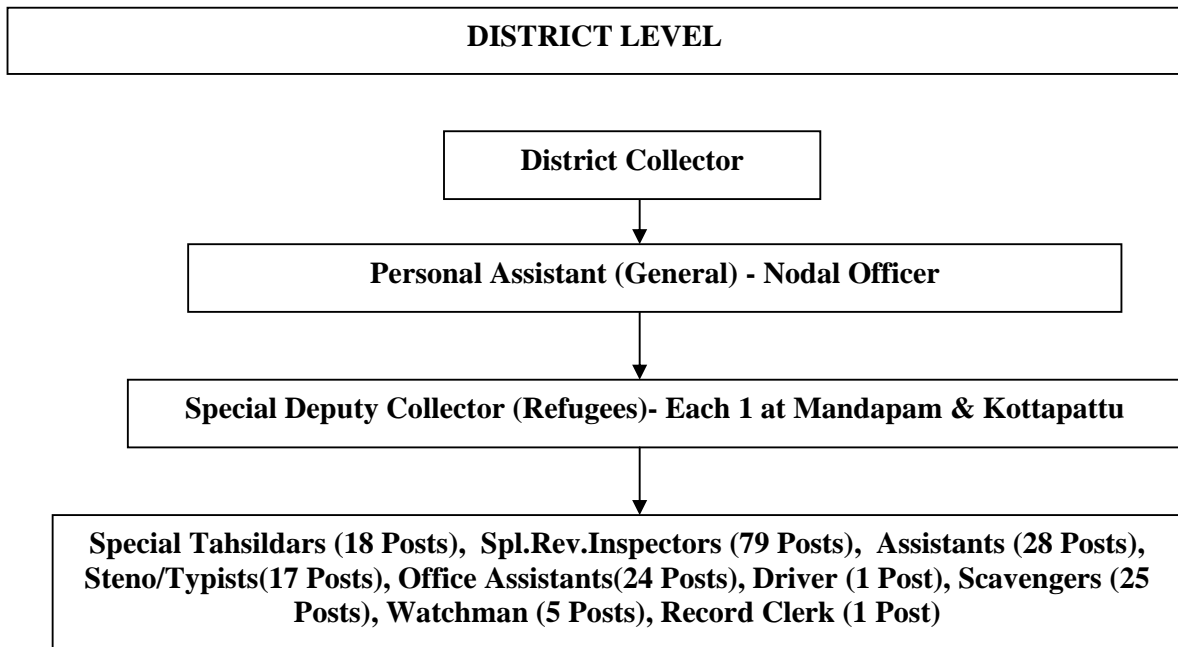 DISTRICT LEVEL
District Collector
Personal Assistant (General) - Nodal Officer
Special Deputy Collector (Refugees)- Each 1 at Mandapam & Kottapattu
Special Tahsildars (18 Posts),  Spl.Rev.Inspectors (79 Posts),  Assistants (28 Posts),
Steno/Typists(17 Posts), Office Assistants(24 Posts), Driver (1 Post), Scavengers (25
Posts), Watchman (5 Posts), Record Clerk (1 Post)